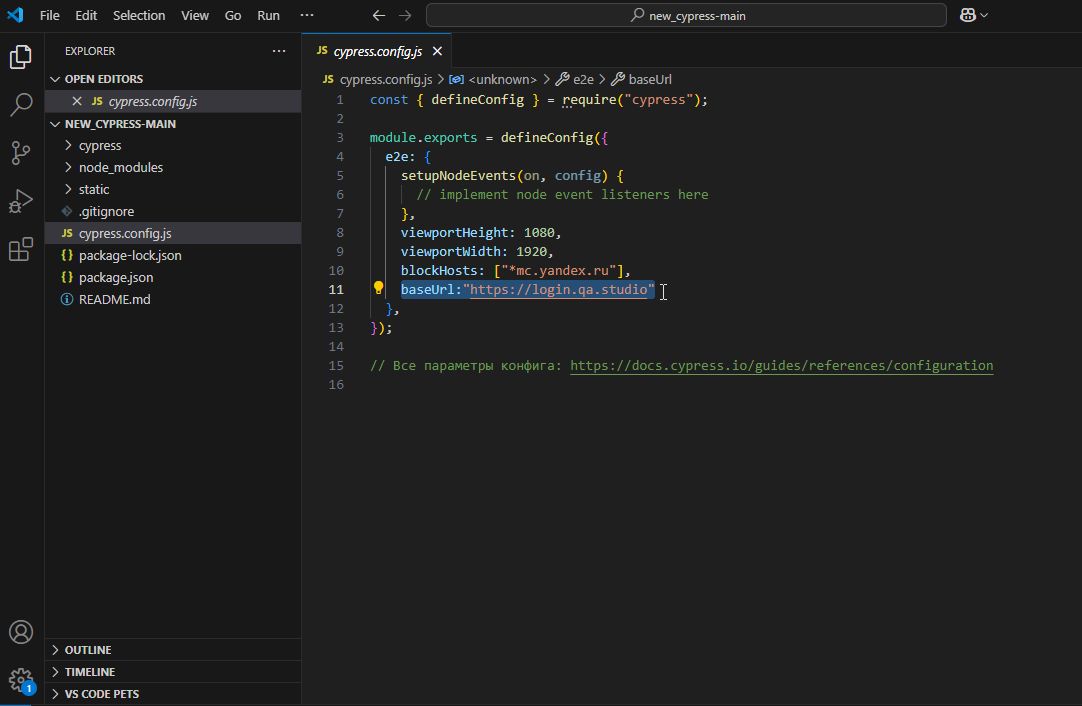 File Edit Selection View Go Run ··· ← → new_cypress-main
EXPLORER ···
OPEN EDITORS
JS cypress.config.js
NEW_CYPRESS-MAIN
cypress
node_modules
static
.gitignore
JS cypress.config.js
{} package-lock.json
{} package.json
README.md
OUTLINE
TIMELINE
VS CODE PETS
1
JS cypress.config.js
JS cypress.config.js > <unknown> > e2e > baseUrl
1 const { defineConfig } = require("cypress");
2
3 module.exports = defineConfig({
4 e2e: {
5 setupNodeEvents(on, config) {
6 // implement node event listeners here
7 },
8 viewportHeight: 1080,
9 viewportWidth: 1920,
10 blockHosts: ["*mc.yandex.ru"],
11 baseUrl:"https://login.qa.studio"
12 },
13 });
14
15 // Все параметры конфига: https://docs.cypress.io/guides/references/configuration
16